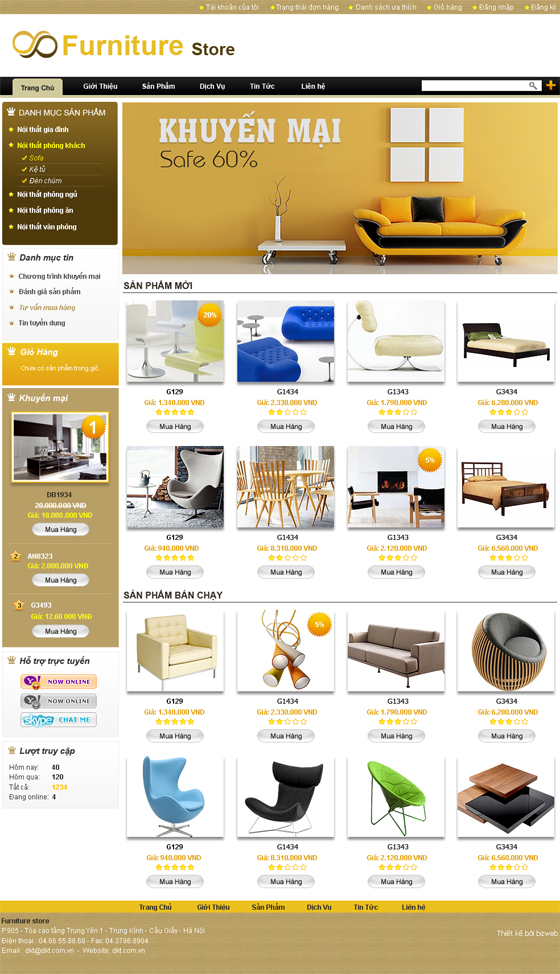 Tài khoản của tôi
Trạng thái đơn hàng
Danh sách ưa thích
Giỏ hàng
Đăng nhập
Đăng ký
Furniture Store
Trang Chủ
Giới Thiệu
Sản Phẩm
Dịch Vụ
Tin Tức
Liên hệ
DANH MỤC SẢN PHẨM
Nội thất gia đình
Nội thất phòng khách
Sofa
Kệ tủ
Đèn chùm
Nội thất phòng ngủ
Nội thất phòng ăn
Nội thất văn phòng
Danh mục tin
Chương trình khuyến mại
Đánh giá sản phẩm
Tư vấn mua hàng
Tin tuyển dụng
Giỏ Hàng
Chưa có sản phẩm trong giỏ.
Khuyến mại
1
DB1934
20.000.000 VND
Giá: 18.000.000 VND
Mua Hàng
2
AN8323
Giá: 2.000.000 VND
Mua Hàng
3
G3493
Giá: 12.60 000 VND
Mua Hàng
Hỗ trợ trực tuyến
NOW ONLINE
NOW ONLINE
skype CHAT ME
Lượt truy cập
Hôm nay: 40
Hôm qua: 120
Tất cả: 1234
Đang online: 4
KHUYẾN MẠI
Safe 60%
SẢN PHẨM MỚI
20%
G129
Giá: 1.340.000 VND
Mua Hàng
G1434
Giá: 2.330.000 VND
Mua Hàng
G1343
Giá: 1.790.000 VND
Mua Hàng
G3434
Giá: 6.280.000 VND
Mua Hàng
G129
Giá: 940.000 VND
Mua Hàng
G1434
Giá: 8.310.000 VND
Mua Hàng
5%
G1343
Giá: 2.120.000 VND
Mua Hàng
G3434
Giá: 6.560.000 VND
Mua Hàng
SẢN PHẨM BÁN CHẠY
G129
Giá: 1.340.000 VND
Mua Hàng
5%
G1434
Giá: 2.330.000 VND
Mua Hàng
G1343
Giá: 1.790.000 VND
Mua Hàng
G3434
Giá: 6.280.000 VND
Mua Hàng
G129
Giá: 940.000 VND
Mua Hàng
G1434
Giá: 8.310.000 VND
Mua Hàng
G1343
Giá: 2.120.000 VND
Mua Hàng
G3434
Giá: 6.560.000 VND
Mua Hàng
Trang Chủ
Giới Thiệu
Sản Phẩm
Dịch Vụ
Tin Tức
Liên hệ
Furniture store
P.905 - Tòa cao tầng Trung Yên 1 - Trung Kính - Cầu Giấy - Hà Nội
Điện thoại : 04.66.55.88.68 - Fax: 04.3786.8904
Email : dkt@dkt.com.vn - Website: dkt.com.vn
Thiết kế bởi bizweb